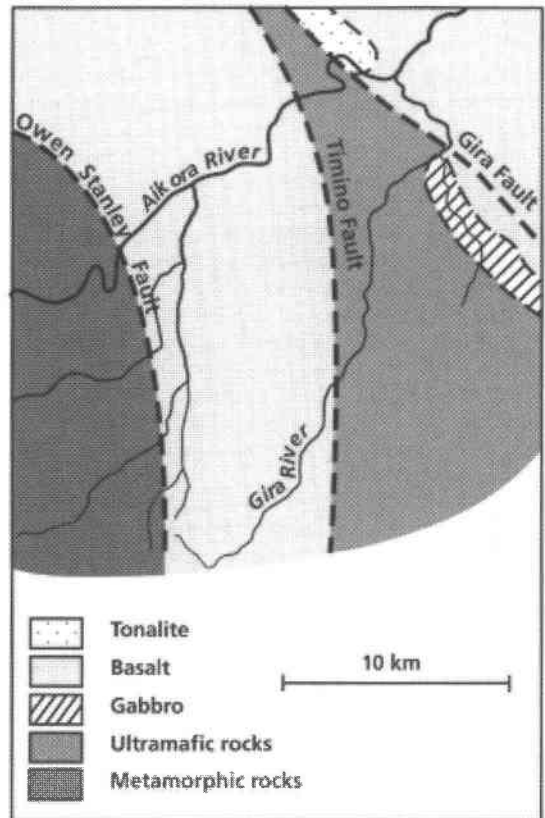 Owen Stanley Fault
Aikora River
Timino Fault
Gira Fault
Gira River
Tonalite
Basalt
Gabbro
Ultramafic rocks
Metamorphic rocks
10 km